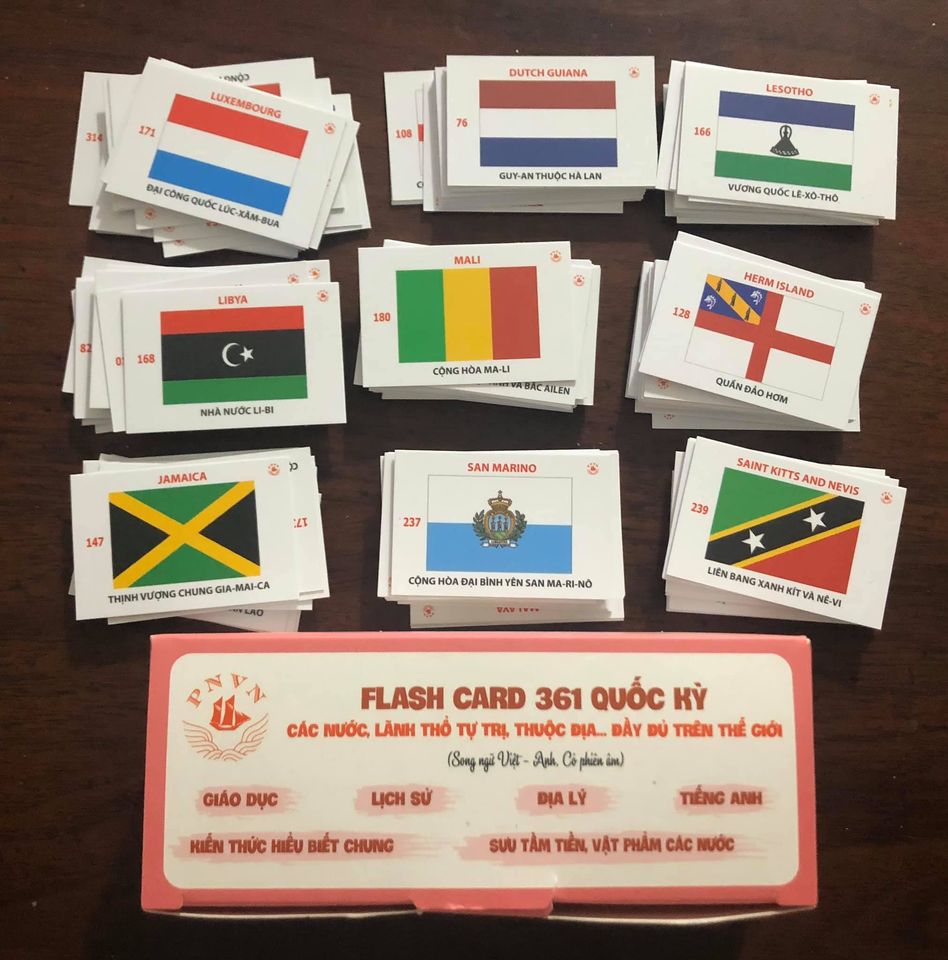 CỘNG
314
LUXEMBOURG
171
ĐẠI CÔNG QUỐC LÚC-XĂM-BUA
108
DUTCH GUIANA
76
GUY-AN THUỘC HÀ LAN
LESOTHO
166
VƯƠNG QUỐC LÊ-XÔ-THÔ
82
LIBYA
168
NHÀ NƯỚC LI-BI
MALI
180
CỘNG HÒA MA-LI
VÀ BẮC AILEN
HERM ISLAND
128
QUẦN ĐẢO HƠM
JAMAICA
147
THỊNH VƯỢNG CHUNG GIA-MAI-CA
LAO
SAN MARINO
237
CỘNG HÒA ĐẠI BÌNH YÊN SAN MA-RI-NÔ
SAINT KITTS AND NEVIS
239
LIÊN BANG XANH KÍT VÀ NÊ-VI
PNVN
FLASH CARD 361 QUỐC KỲ
CÁC NƯỚC, LÃNH THỔ TỰ TRỊ, THUỘC ĐỊA... ĐẦY ĐỦ TRÊN THẾ GIỚI
(Song ngữ Việt - Anh, Có phiên âm)
GIÁO DỤC LỊCH SỬ ĐỊA LÝ TIẾNG ANH
KIẾN THỨC HIỂU BIẾT CHUNG SƯU TẦM TIỀN, VẬT PHẨM CÁC NƯỚC